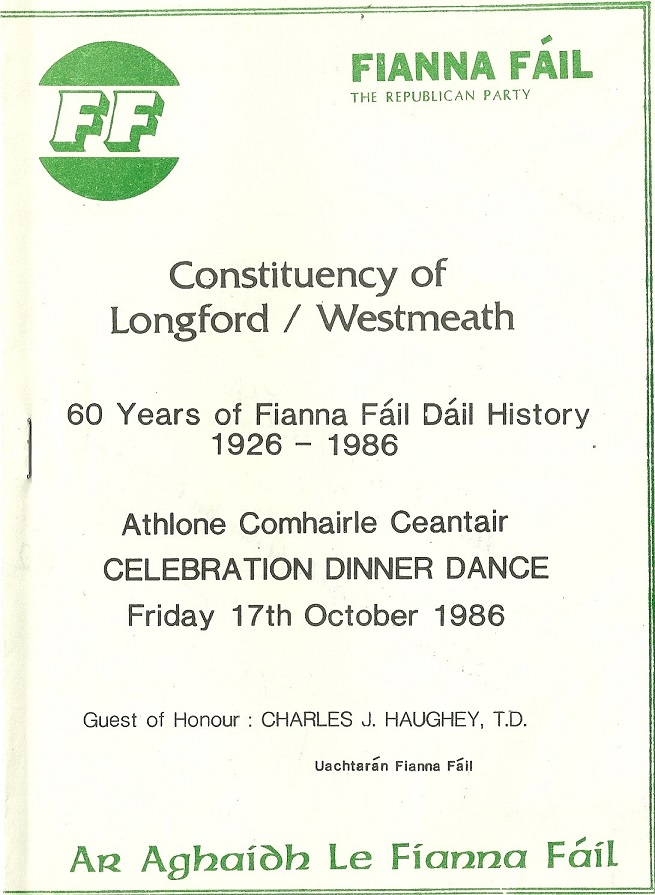 FF
FIANNA FÁIL
THE REPUBLICAN PARTY
Constituency of
Longford / Westmeath
60 Years of Fianna Fáil Dáil History
1926 – 1986
Athlone Comhairle Ceantair
CELEBRATION DINNER DANCE
Friday 17th October 1986
Guest of Honour : CHARLES J. HAUGHEY, T.D.
Uachtarán Fianna Fáil
Ar Aghaidh Le Fianna Fáil